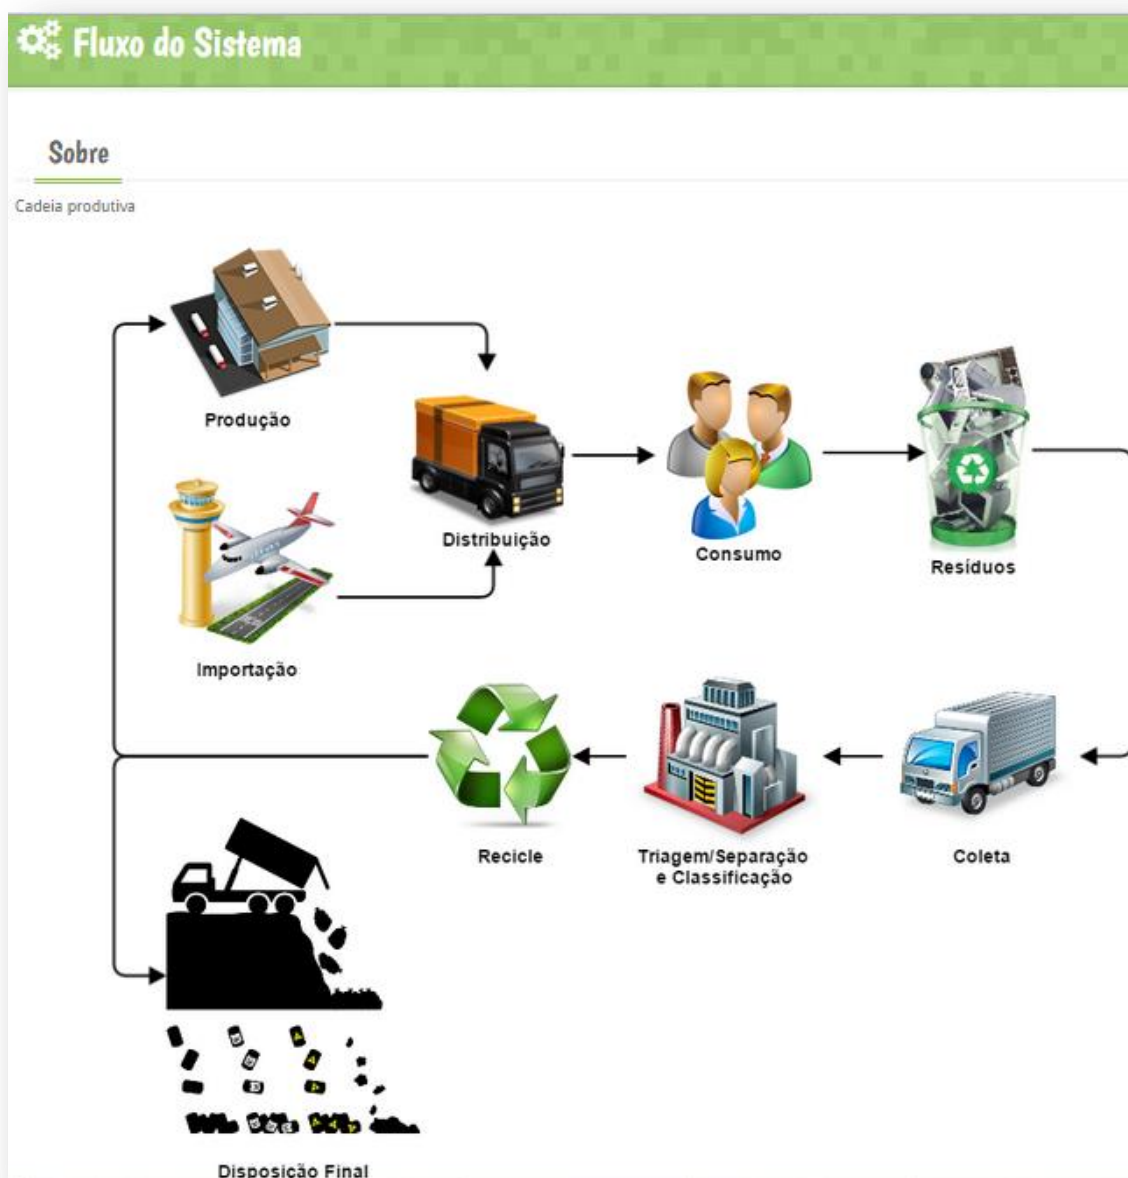 Fluxo do Sistema
Sobre
Cadeia produtiva
Produção
Distribuição
Consumo
Resíduos
Importação
Recicle
Triagem/Separação
e Classificação
Coleta
Disposição Final